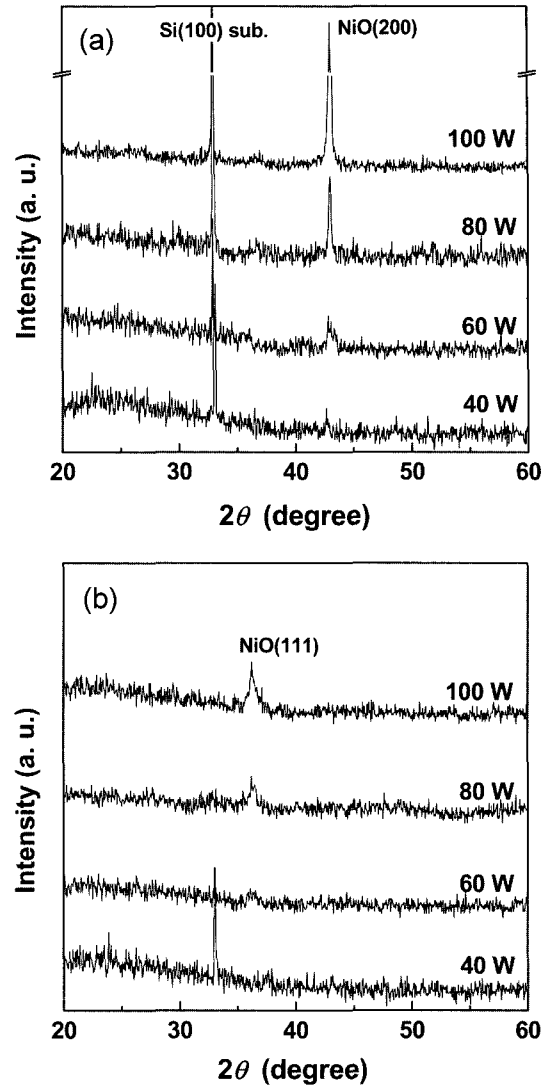 (a)
Si(100) sub.
NiO(200)
100 W
80 W
60 W
40 W
Intensity (a. u.)
20 30 40 50 60
2θ (degree)
(b)
NiO(111)
100 W
80 W
60 W
40 W
Intensity (a. u.)
20 30 40 50 60
2θ (degree)